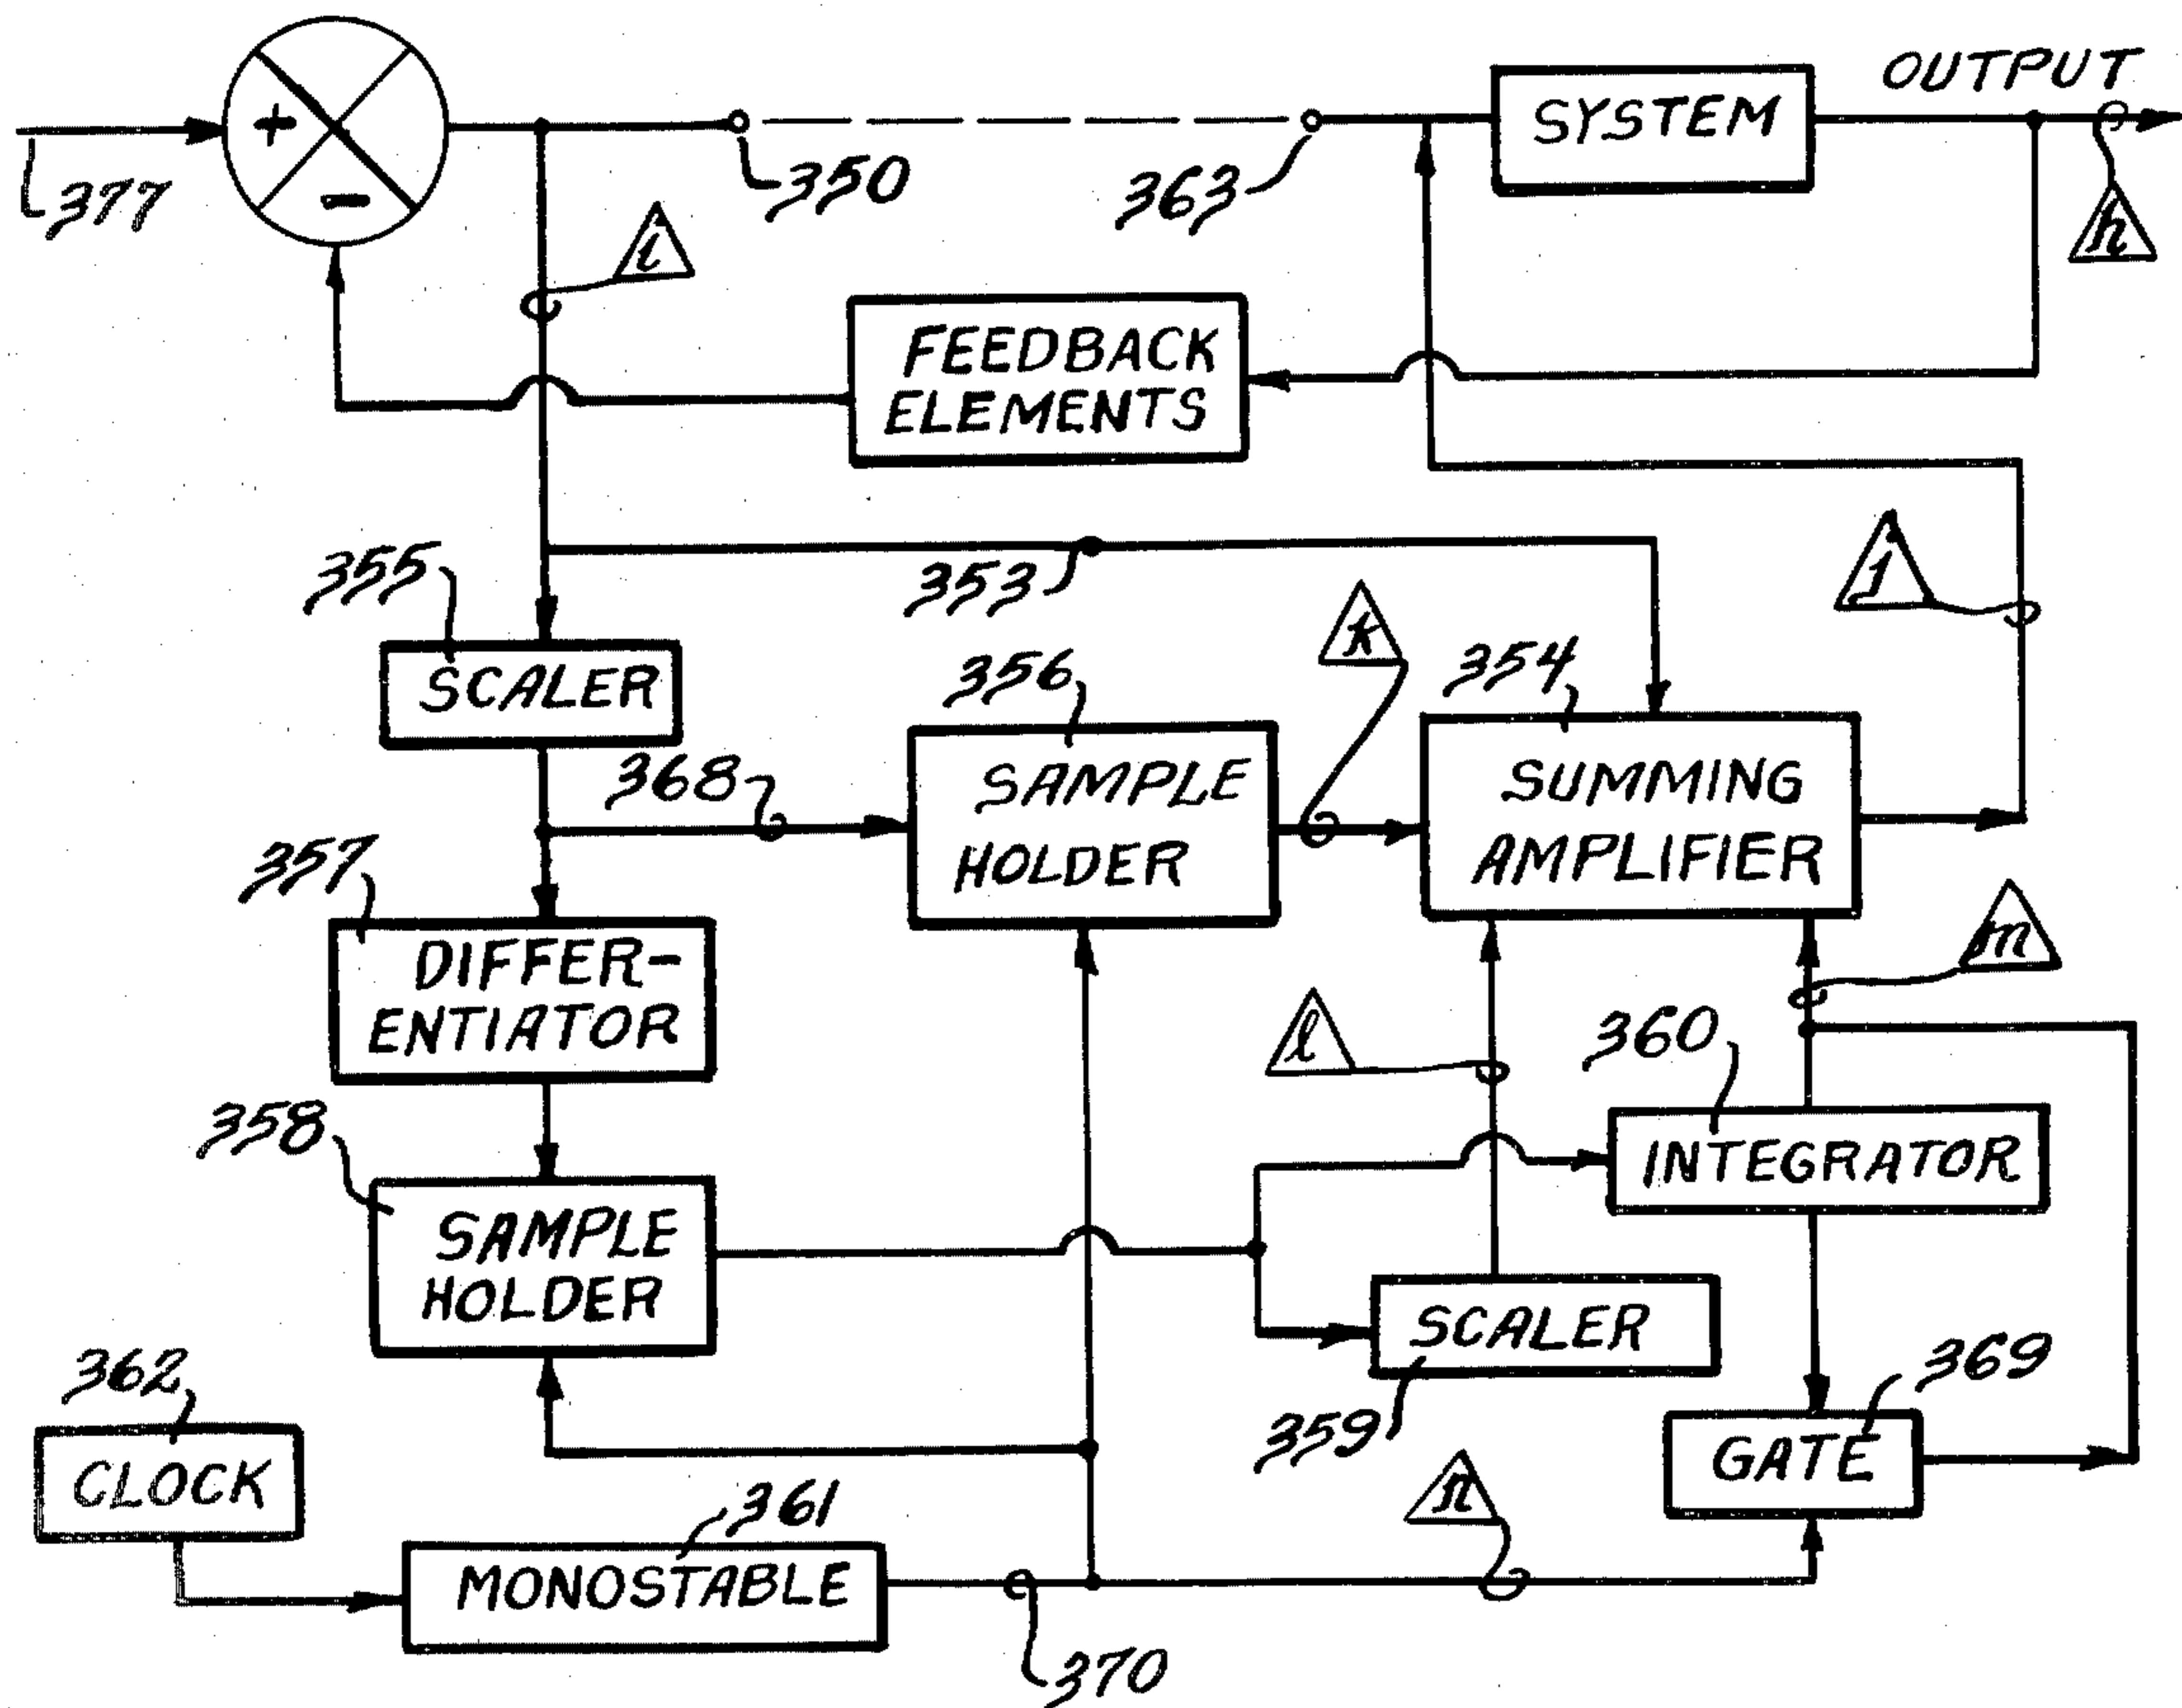 OUTPUT
SYSTEM
+
-
377
350
363
h
i
FEEDBACK
ELEMENTS
355
353
j
k
SCALER
356
354
368
SAMPLE
HOLDER
SUMMING
AMPLIFIER
357
DIFFER-
ENTIATOR
m
l
360
358
INTEGRATOR
SAMPLE
HOLDER
SCALER
362
359
369
CLOCK
GATE
361
n
MONOSTABLE
370